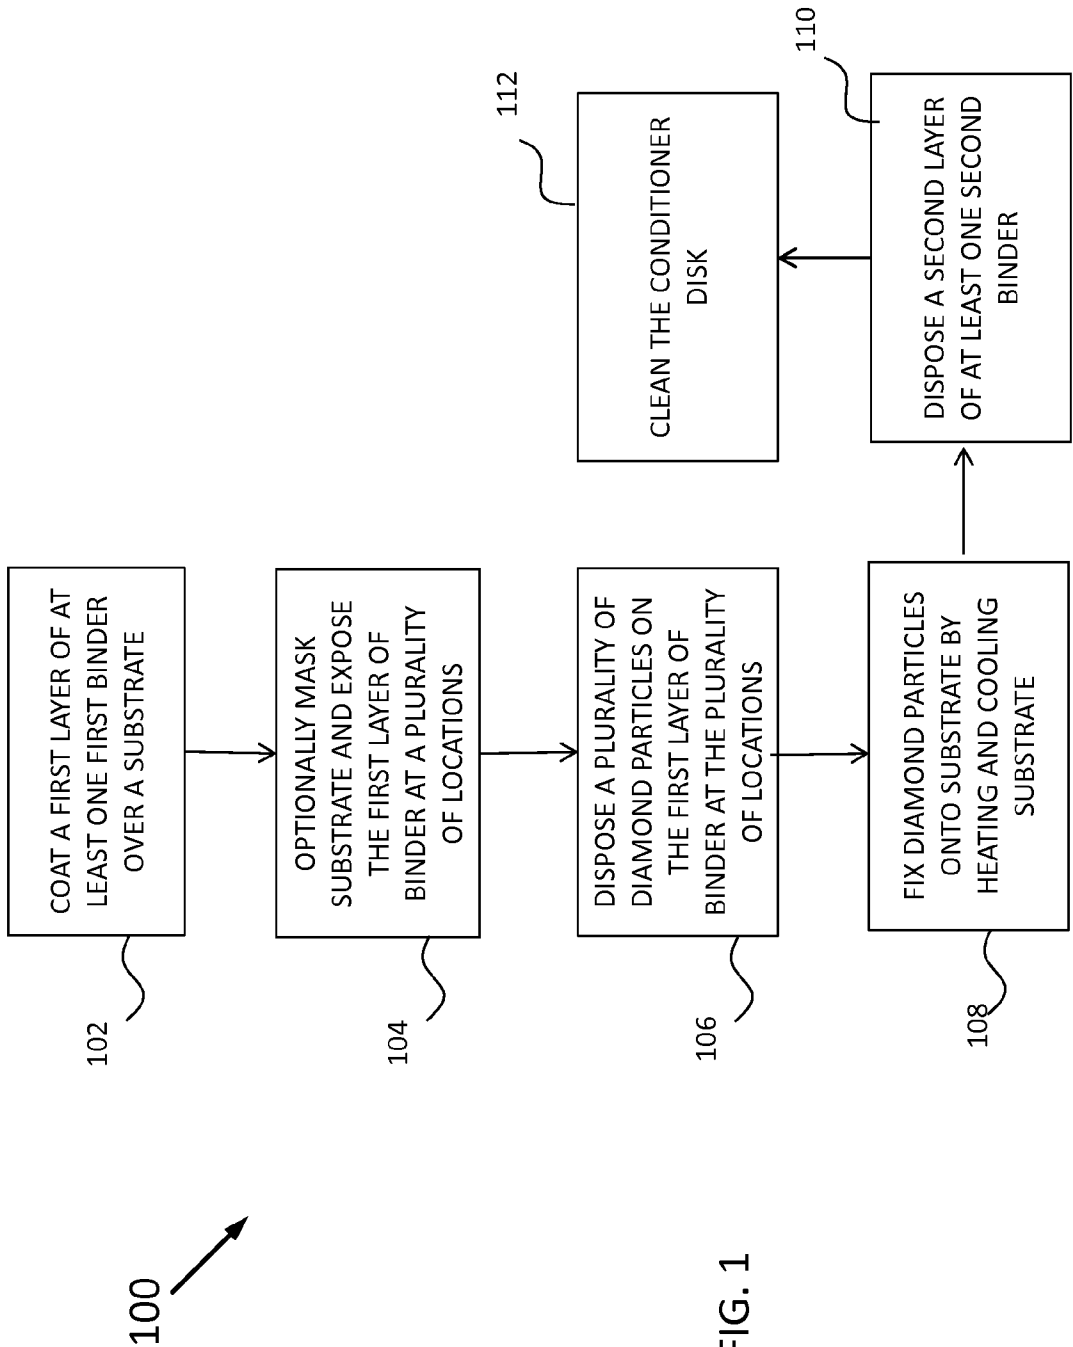 100
102
COAT A FIRST LAYER OF AT
LEAST ONE FIRST BINDER
OVER A SUBSTRATE
104
OPTIONALLY MASK
SUBSTRATE AND EXPOSE
THE FIRST LAYER OF
BINDER AT A PLURALITY
OF LOCATIONS
106
DISPOSE A PLURALITY OF
DIAMOND PARTICLES ON
THE FIRST LAYER OF
BINDER AT THE PLURALITY
OF LOCATIONS
108
FIX DIAMOND PARTICLES
ONTO SUBSTRATE BY
HEATING AND COOLING
SUBSTRATE
110
DISPOSE A SECOND LAYER
OF AT LEAST ONE SECOND
BINDER
112
CLEAN THE CONDITIONER
DISK
FIG. 1